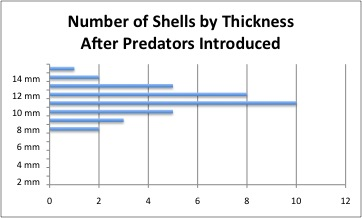 Number of Shells by Thickness
After Predators Introduced
14 mm
12 mm
10 mm
8 mm
6 mm
4 mm
2 mm
0 2 4 6 8 10 12